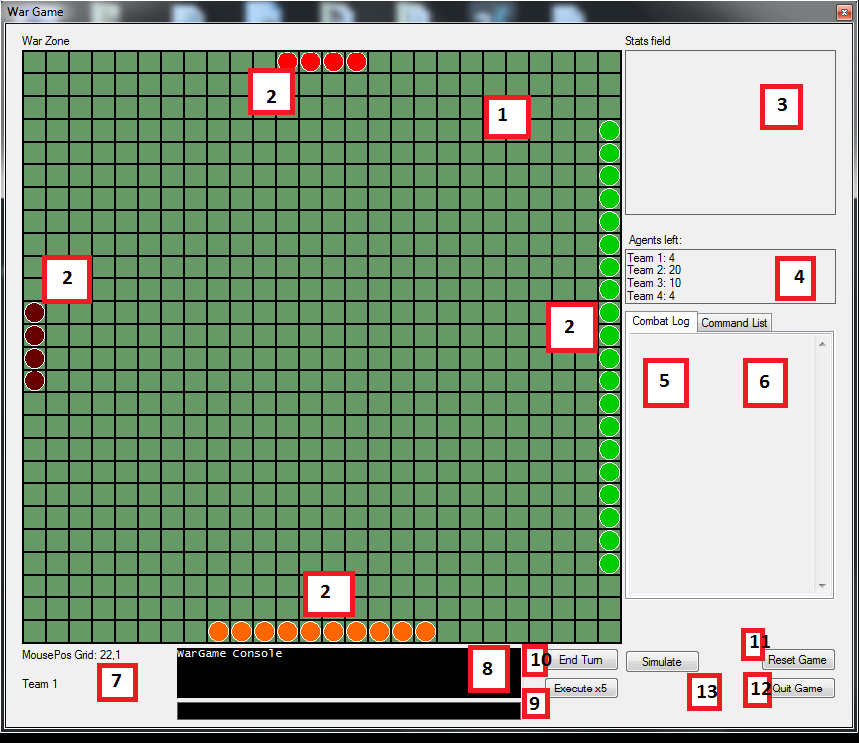 War Game
War Zone
Stats field
2
1
3
Agents left:
Team 1: 4
Team 2: 20
Team 3: 10
Team 4: 4
4
2
2
Combat Log
Command List
5
6
2
MousePos Grid: 22,1
Team 1
7
WarGame Console
8
9
10
End Turn
Execute x5
Simulate
13
11
Reset Game
12
Quit Game